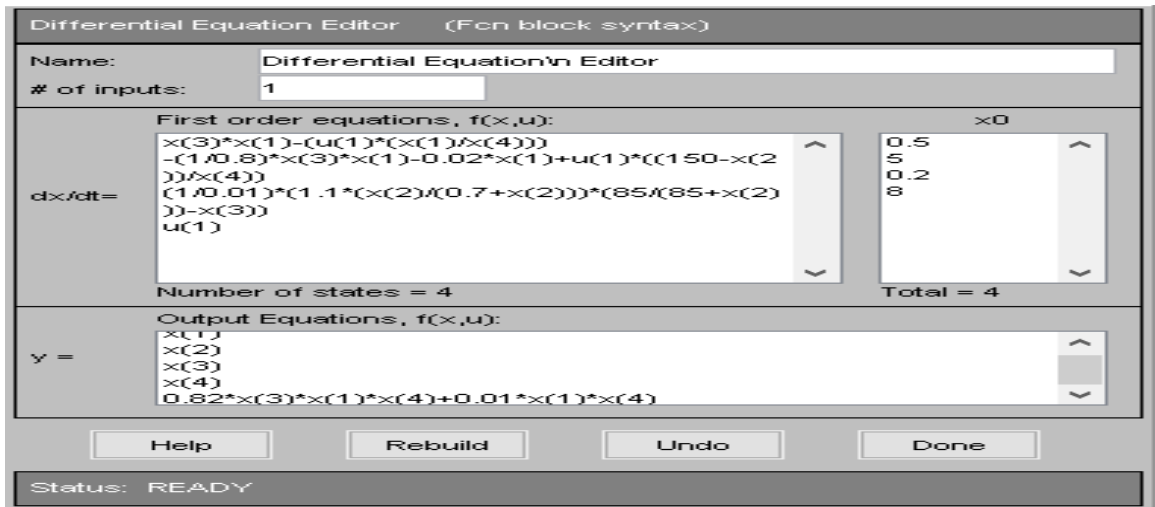 Differential Equation Editor (Fcn block syntax)
Name: Differential Equation\n Editor
# of inputs: 1
First order equations, f(x,u): x0
x(3)*x(1)-(u(1)*(x(1)/x(4))) 0.5
-(1/0.8)*x(3)*x(1)-0.02*x(1)+u(1)*((150-x(2 5
))/x(4)) 0.2
dx/dt= (1/0.01)*(1.1*(x(2)/(0.7+x(2)))*(85/(85+x(2) 8
))-x(3))
u(1)
Number of states = 4 Total = 4
Output Equations, f(x,u):
x(1)
y = x(2)
x(3)
x(4)
0.82*x(3)*x(1)*x(4)+0.01*x(1)*x(4)
Help Rebuild Undo Done
Status: READY